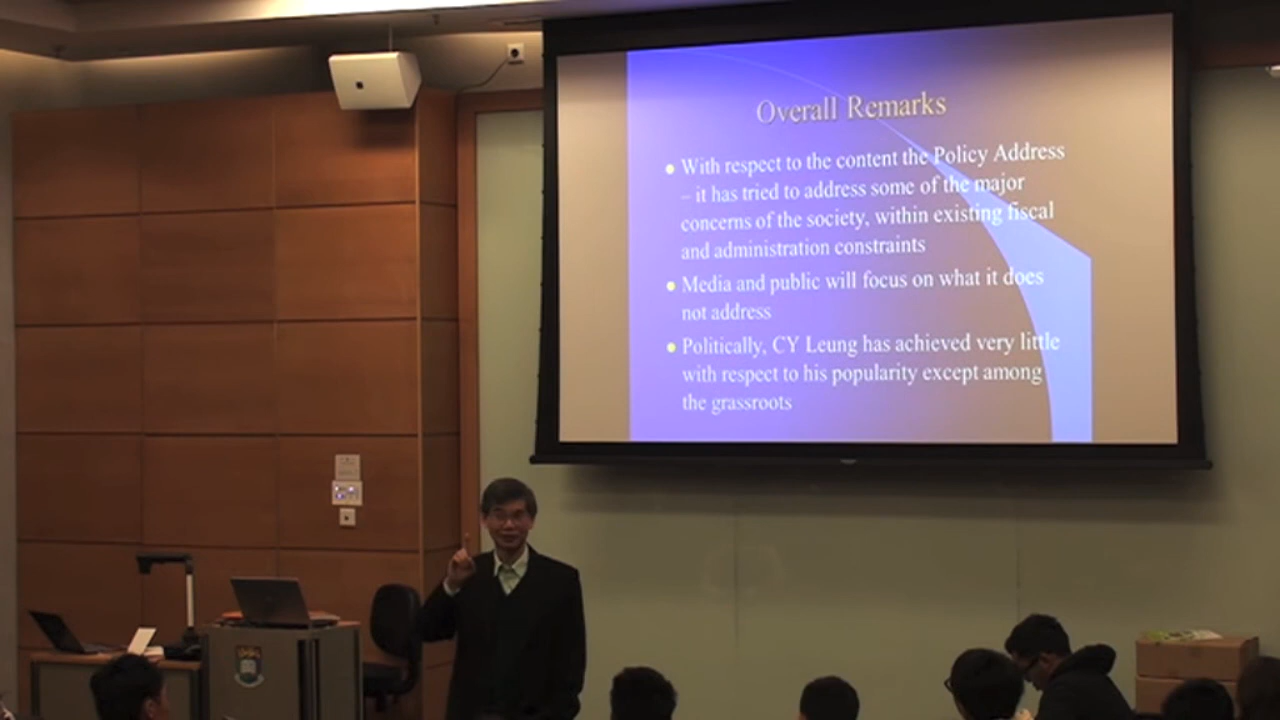 Overall Remarks
With respect to the content the Policy Address
– it has tried to address some of the major
concerns of the society, within existing fiscal
and administration constraints
Media and public will focus on what it does
not address
Politically, CY Leung has achieved very little
with respect to his popularity except among
the grassroots